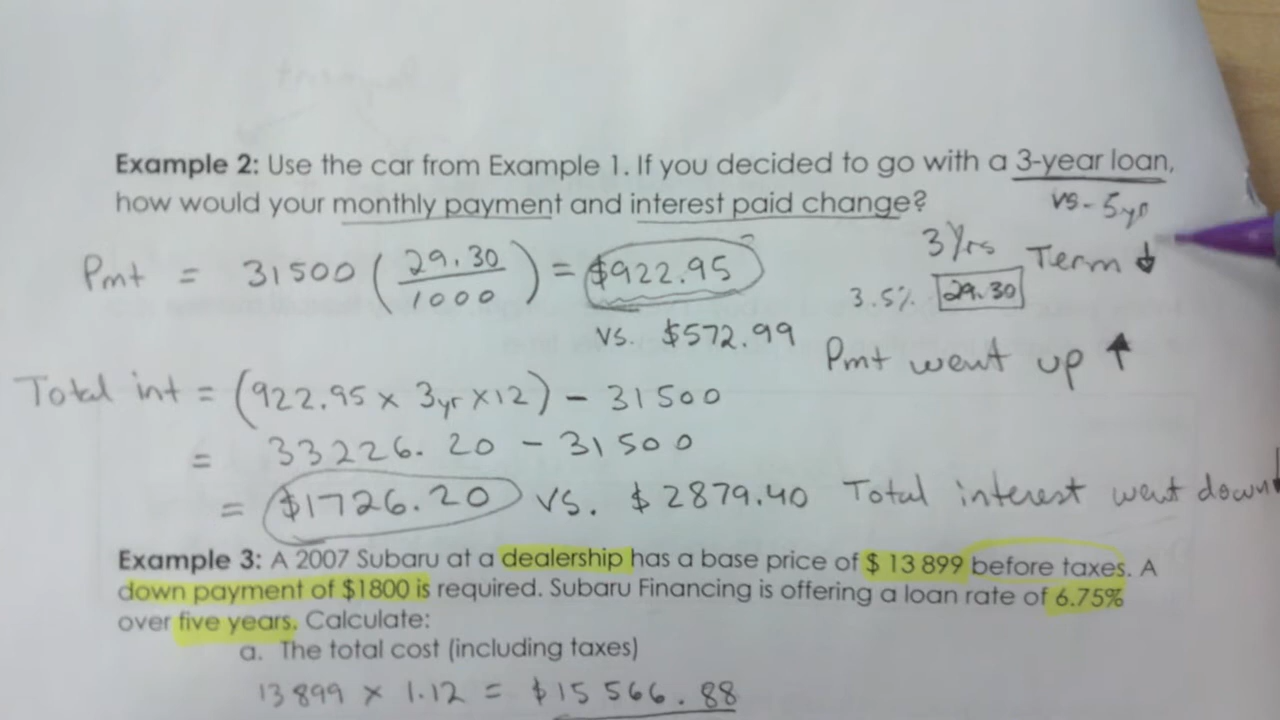 Example 2: Use the car from Example 1. If you decided to go with a 3-year loan,
how would your monthly payment and interest paid change?
vs - 5yr
Pmt = 31500 (29.30/1000) = $922.95
3 Yrs Term ↓
3.5% 29.30
vs. $572.99
Pmt went up ↑
Total int = (922.95 x 3yr x12) - 31500
= 33226.20 - 31500
= $1726.20 vs. $2879.40 Total interest went down ↓
Example 3: A 2007 Subaru at a dealership has a base price of $ 13 899 before taxes. A
down payment of $1800 is required. Subaru Financing is offering a loan rate of 6.75%
over five years. Calculate:
a. The total cost (including taxes)
13 899 x 1.12 = $15 566.88